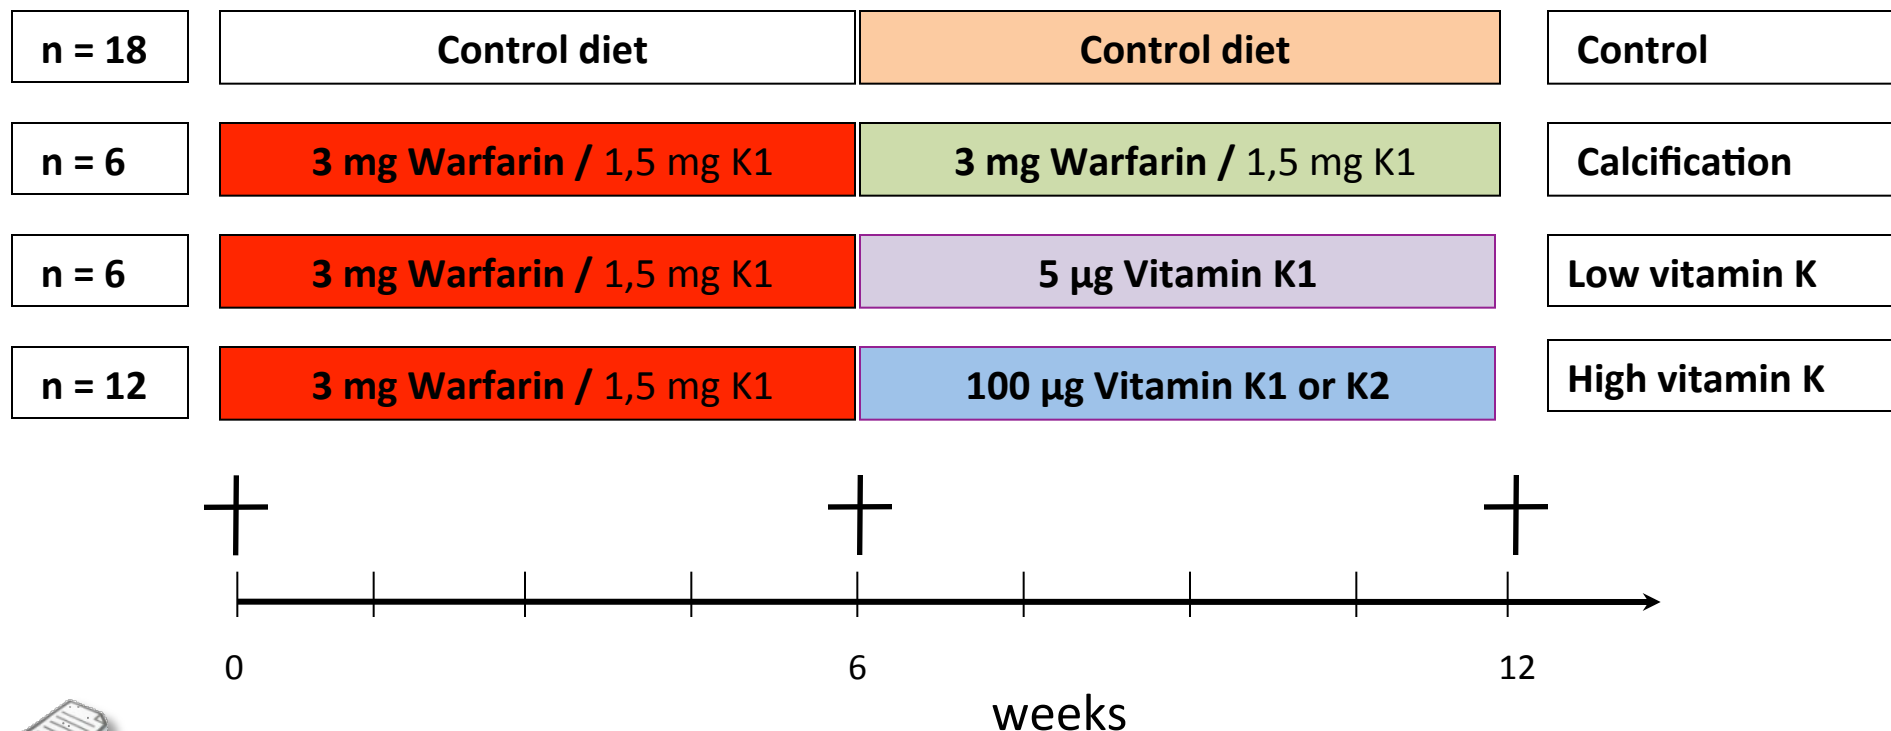 n = 18
Control diet
Control diet
Control
n = 6
3 mg Warfarin / 1,5 mg K1
3 mg Warfarin / 1,5 mg K1
Calcification
n = 6
3 mg Warfarin / 1,5 mg K1
5 µg Vitamin K1
Low vitamin K
n = 12
3 mg Warfarin / 1,5 mg K1
100 µg Vitamin K1 or K2
High vitamin K
0
6
12
weeks